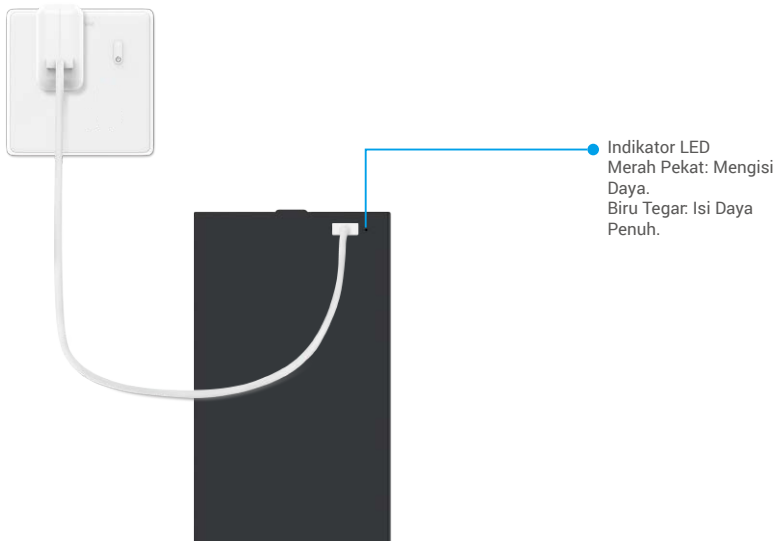 Indikator LED
Merah Pekat: Mengisi
Daya.
Biru Tegar: Isi Daya
Penuh.